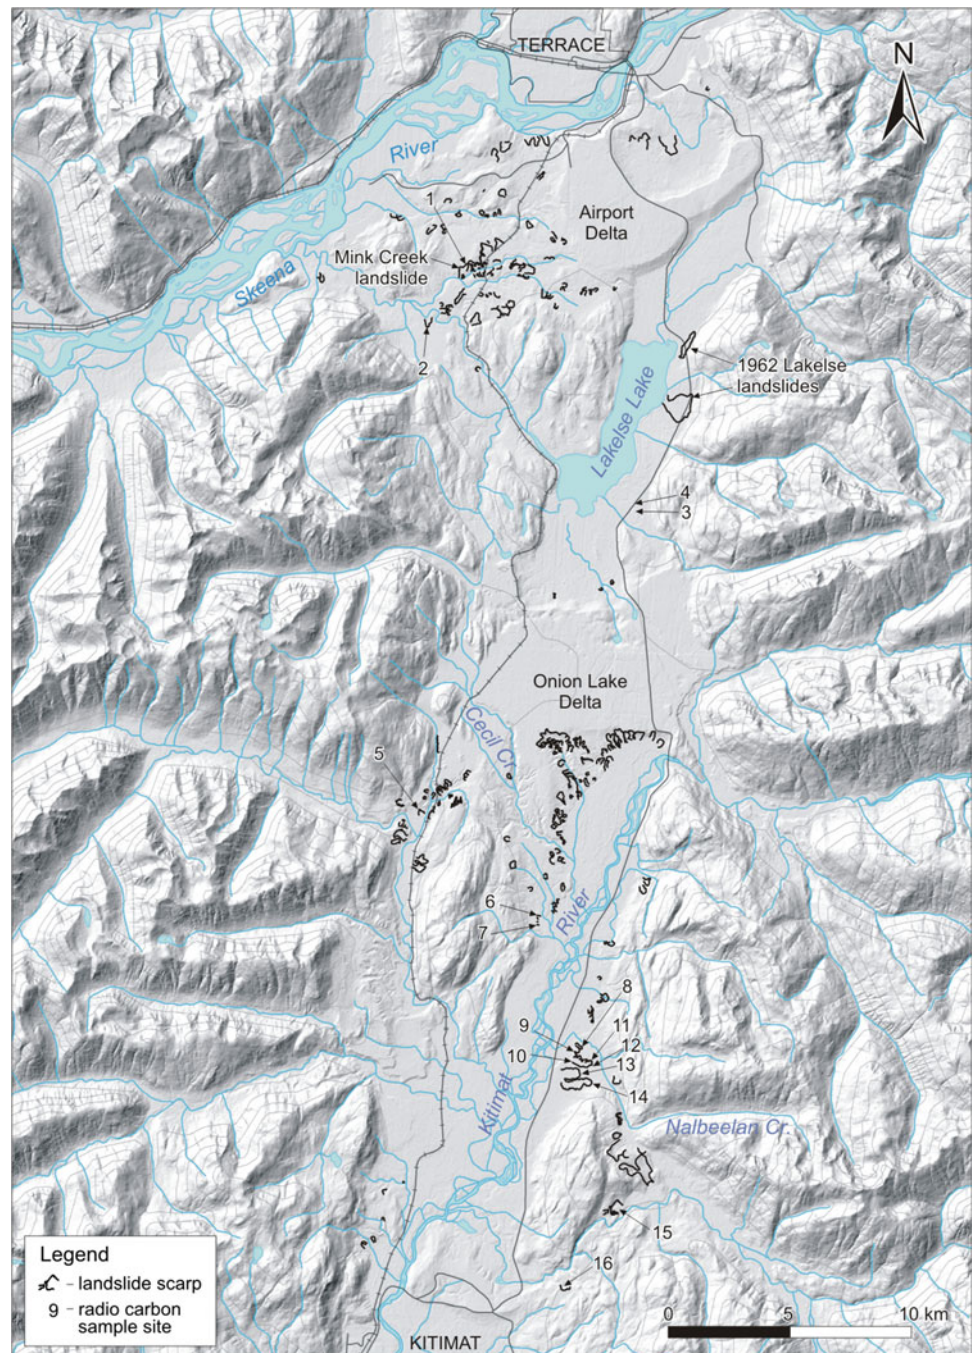 TERRACE
N
River
1
Airport
Delta
Mink Creek
landslide
Skeena
2
1962 Lakelse
landslides
Lakelse Lake
4
3
Onion Lake
Delta
Cecil Cr.
5
6
7
River
8
9
11
10
12
13
14
Kitimat
Nalbeelan Cr.
15
16
Legend
- landslide scarp
9 - radio carbon
sample site
0 5 10 km
KITIMAT